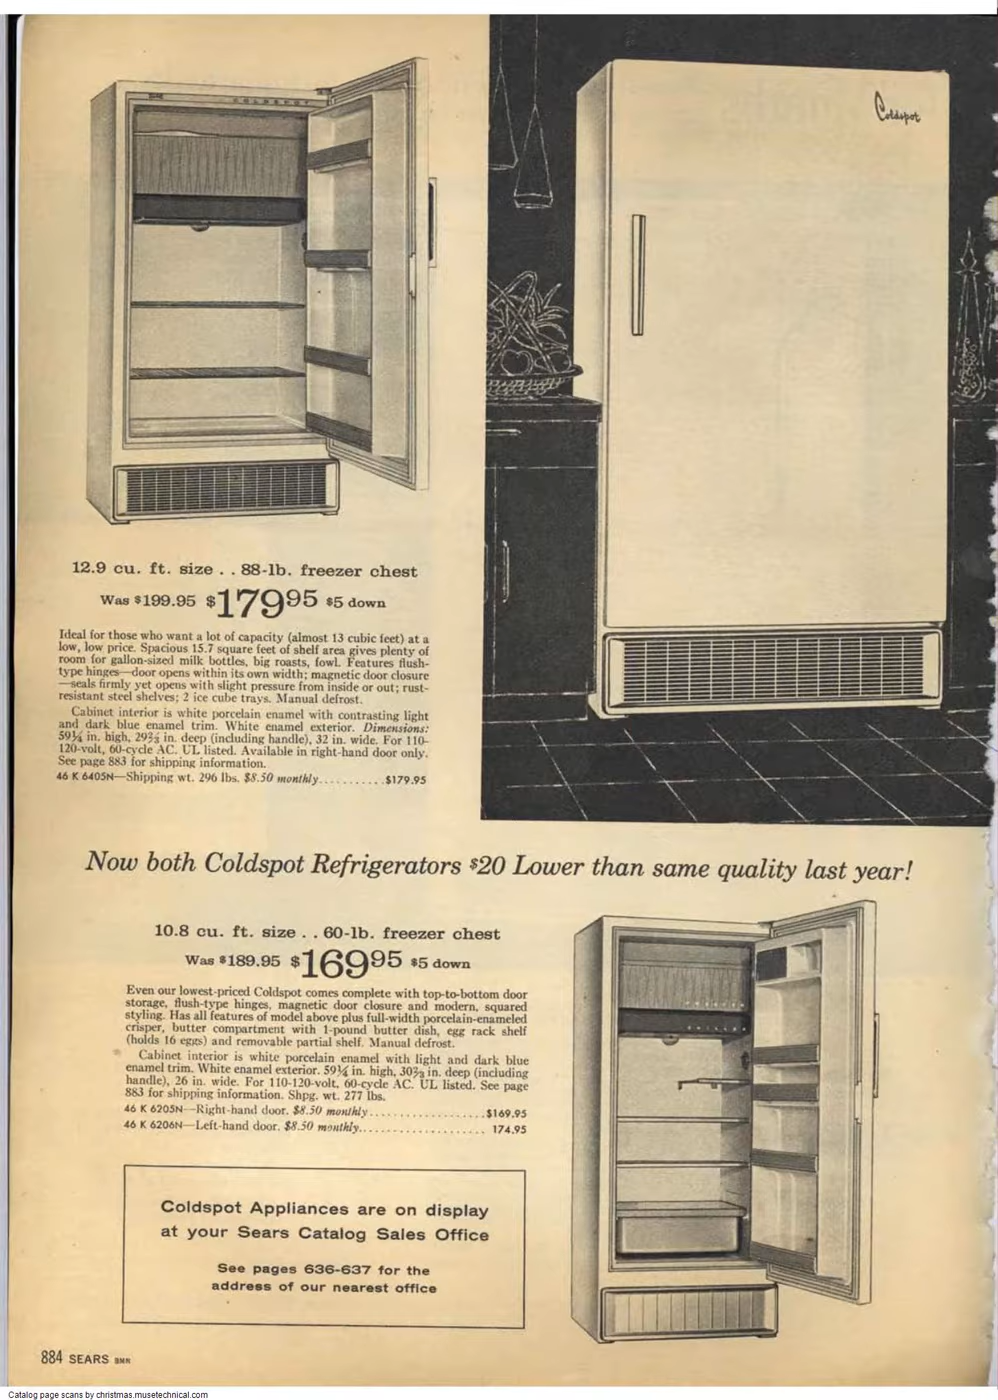 COLDSPOT
Coldspot
12.9 cu. ft. size . . 88-lb. freezer chest
Was $199.95 $179.95 $5 down
Ideal for those who want a lot of capacity (almost 13 cubic feet) at a
low, low price. Spacious 15.7 square feet of shelf area gives plenty of
room for gallon-sized milk bottles, big roasts, fowl. Features flush-
type hinges—door opens within its own width; magnetic door closure
—seals firmly yet opens with slight pressure from inside or out; rust-
resistant steel shelves; 2 ice cube trays. Manual defrost.
Cabinet interior is white porcelain enamel with contrasting light
and dark blue enamel trim. White enamel exterior. Dimensions:
59¼ in. high, in. deep (including handle), 32 in. wide. For 110-
120-volt, 60-cycle AC. UL listed. Available in right-hand door only.
See page 883 for shipping information.
46 K 6405N—Shipping wt. 296 lbs. $8.50 monthly...........$179.95
Now both Coldspot Refrigerators $20 Lower than same quality last year!
10.8 cu. ft. size . . 60-lb. freezer chest
Was $189.95 $169.95 $5 down
Even our lowest-priced Coldspot comes complete with top-to-bottom door
storage, flush-type hinges, magnetic door closure and modern, squared
styling. Has all features of model above plus full-width porcelain-enameled
crisper, butter compartment with 1-pound butter dish, egg rack shelf
(holds 16 eggs) and removable partial shelf. Manual defrost.
Cabinet interior is white porcelain enamel with light and dark blue
enamel trim. White enamel exterior. 59¼ in. high, in. deep (including
handle), 26 in. wide. For 110-120-volt, 60-cycle AC. UL listed. See page
883 for shipping information. Shpg. wt. 277 lbs.
46 K 6205N—Right-hand door. $8.50 monthly...................$169.95
46 K 6206N—Left-hand door. $8.50 monthly..................... 174.95
Coldspot Appliances are on display
at your Sears Catalog Sales Office
See pages 636-637 for the
address of our nearest office
884 SEARS BMN
Catalog page scans by christmas.musetechnical.com